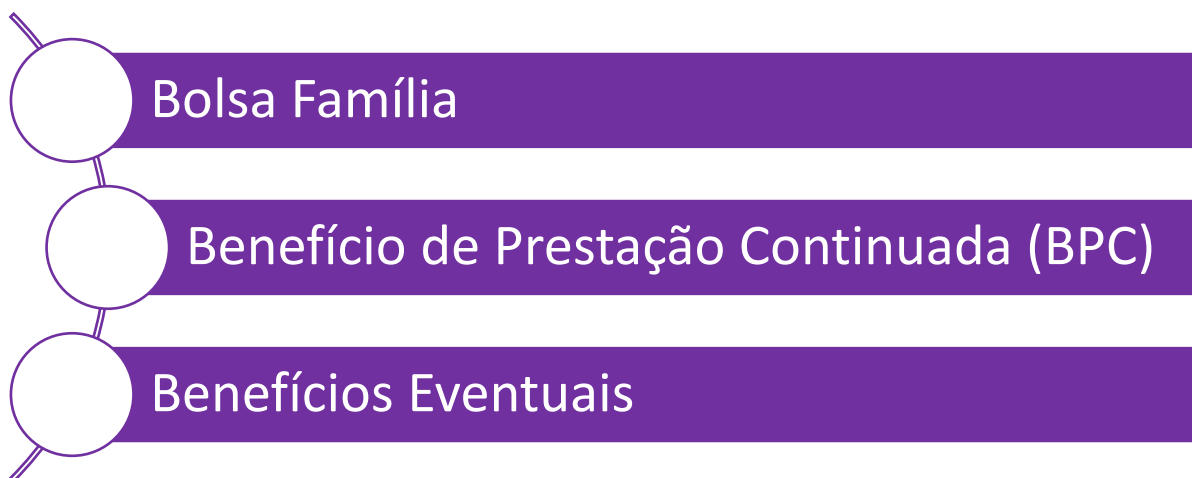 Bolsa Família
Benefício de Prestação Continuada (BPC)
Benefícios Eventuais